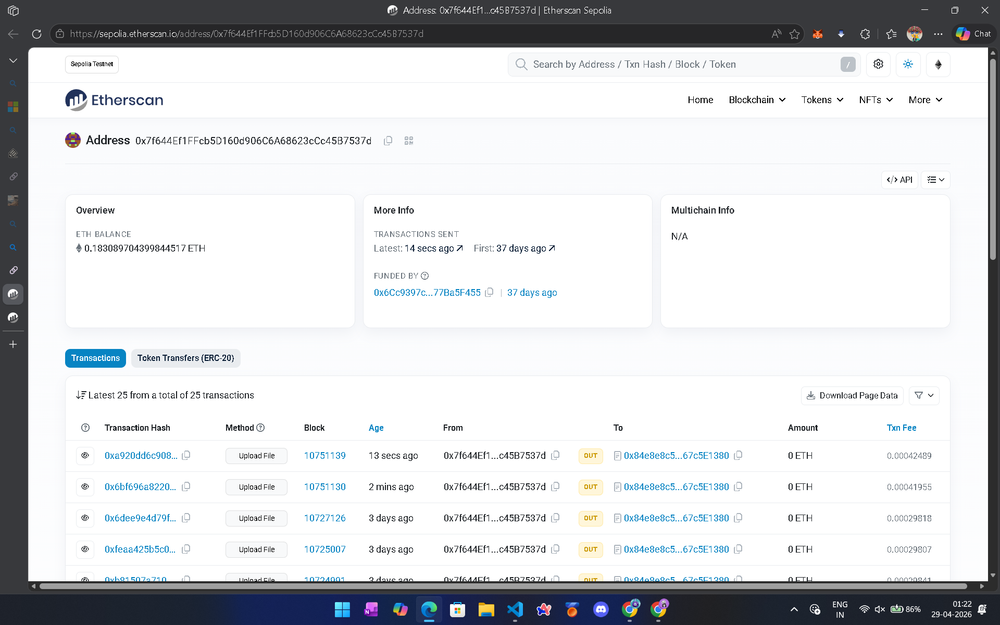 Address: 0x7f644Ef1...c45B7537d | Etherscan Sepolia
https://sepolia.etherscan.io/address/0x7f644Ef1FFcb5D160d906C6A68623cCc45B7537d
Chat
Sepolia Testnet
Search by Address / Txn Hash / Block / Token
/
Etherscan
Home Blockchain Tokens NFTs More
Address 0x7f644Ef1FFcb5D160d906C6A68623cCc45B7537d
</> API
Overview
ETH BALANCE
0.183089704399844517 ETH
More Info
TRANSACTIONS SENT
Latest: 14 secs ago First: 37 days ago
FUNDED BY
0x6Cc9397c...77Ba5F455 | 37 days ago
Multichain Info
N/A
Transactions Token Transfers (ERC-20)
Latest 25 from a total of 25 transactions
Download Page Data
Transaction Hash Method Block Age From To Amount Txn Fee
0xa920dd6c908... Upload File 10751139 13 secs ago 0x7f644Ef1...c45B7537d OUT 0x84e8e8c5...67c5E1380 0 ETH 0.00042489
0x6bf696a8220... Upload File 10751130 2 mins ago 0x7f644Ef1...c45B7537d OUT 0x84e8e8c5...67c5E1380 0 ETH 0.00041955
0x6dee9e4d79f... Upload File 10727126 3 days ago 0x7f644Ef1...c45B7537d OUT 0x84e8e8c5...67c5E1380 0 ETH 0.00029818
0xfeaa425b5c0... Upload File 10725007 3 days ago 0x7f644Ef1...c45B7537d OUT 0x84e8e8c5...67c5E1380 0 ETH 0.00029807
0xb81507a710... Upload File 10724991 3 days ago 0x7f644Ef1...c45B7537d OUT 0x84e8e8c5...67c5E1380 0 ETH 0.00029841
ENG
IN
86%
01:22
29-04-2026